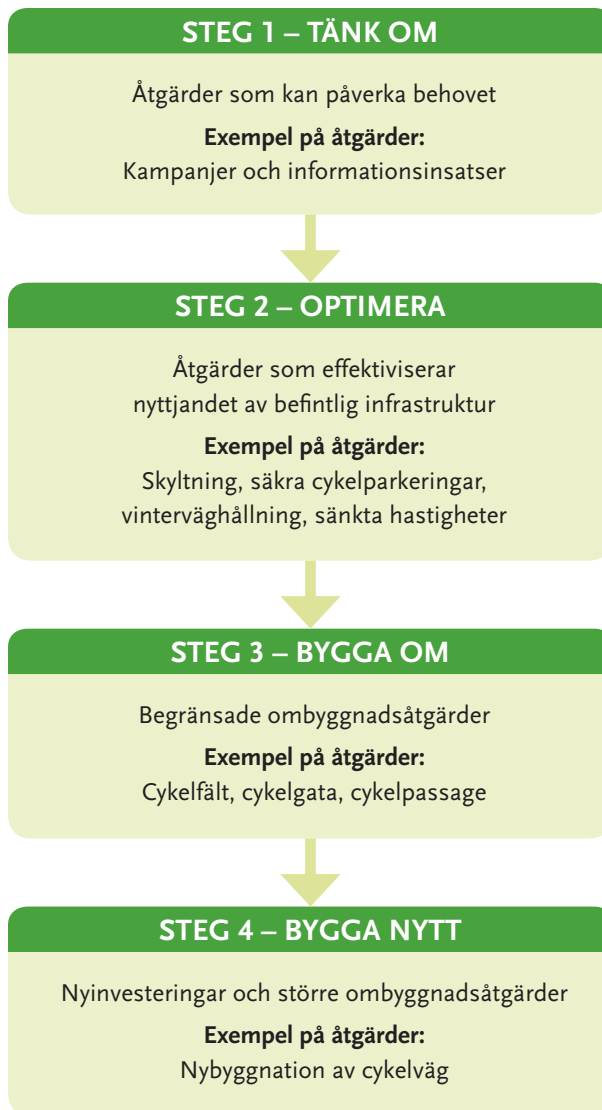 STEG 1 – TÄNK OM
Åtgärder som kan påverka behovet
Exempel på åtgärder:
Kampanjer och informationsinsatser
STEG 2 – OPTIMERA
Åtgärder som effektiviserar
nyttjandet av befintlig infrastruktur
Exempel på åtgärder:
Skyltning, säkra cykelparkeringar,
vinterväghållning, sänkta hastigheter
STEG 3 – BYGGA OM
Begränsade ombyggnadsåtgärder
Exempel på åtgärder:
Cykelfält, cykelgata, cykelpassage
STEG 4 – BYGGA NYTT
Nyinvesteringar och större ombyggnadsåtgärder
Exempel på åtgärder:
Nybyggnation av cykelväg